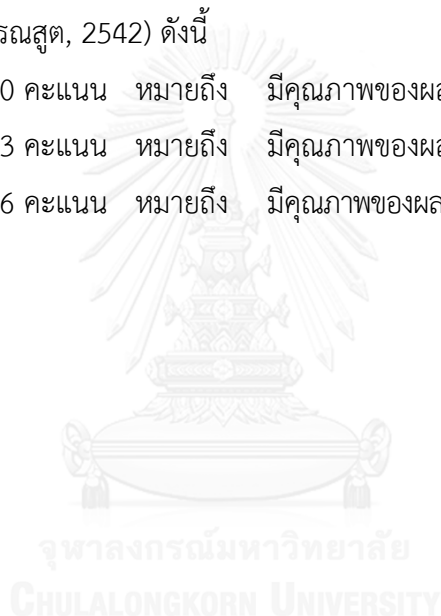 รรณสูต, 2542) ดังนี้
0 คะแนน หมายถึง มีคุณภาพของผล
3 คะแนน หมายถึง มีคุณภาพของผล
6 คะแนน หมายถึง มีคุณภาพของผล
จุฬาลงกรณ์มหาวิทยาลัย
CHULALONGKORN UNIVERSITY